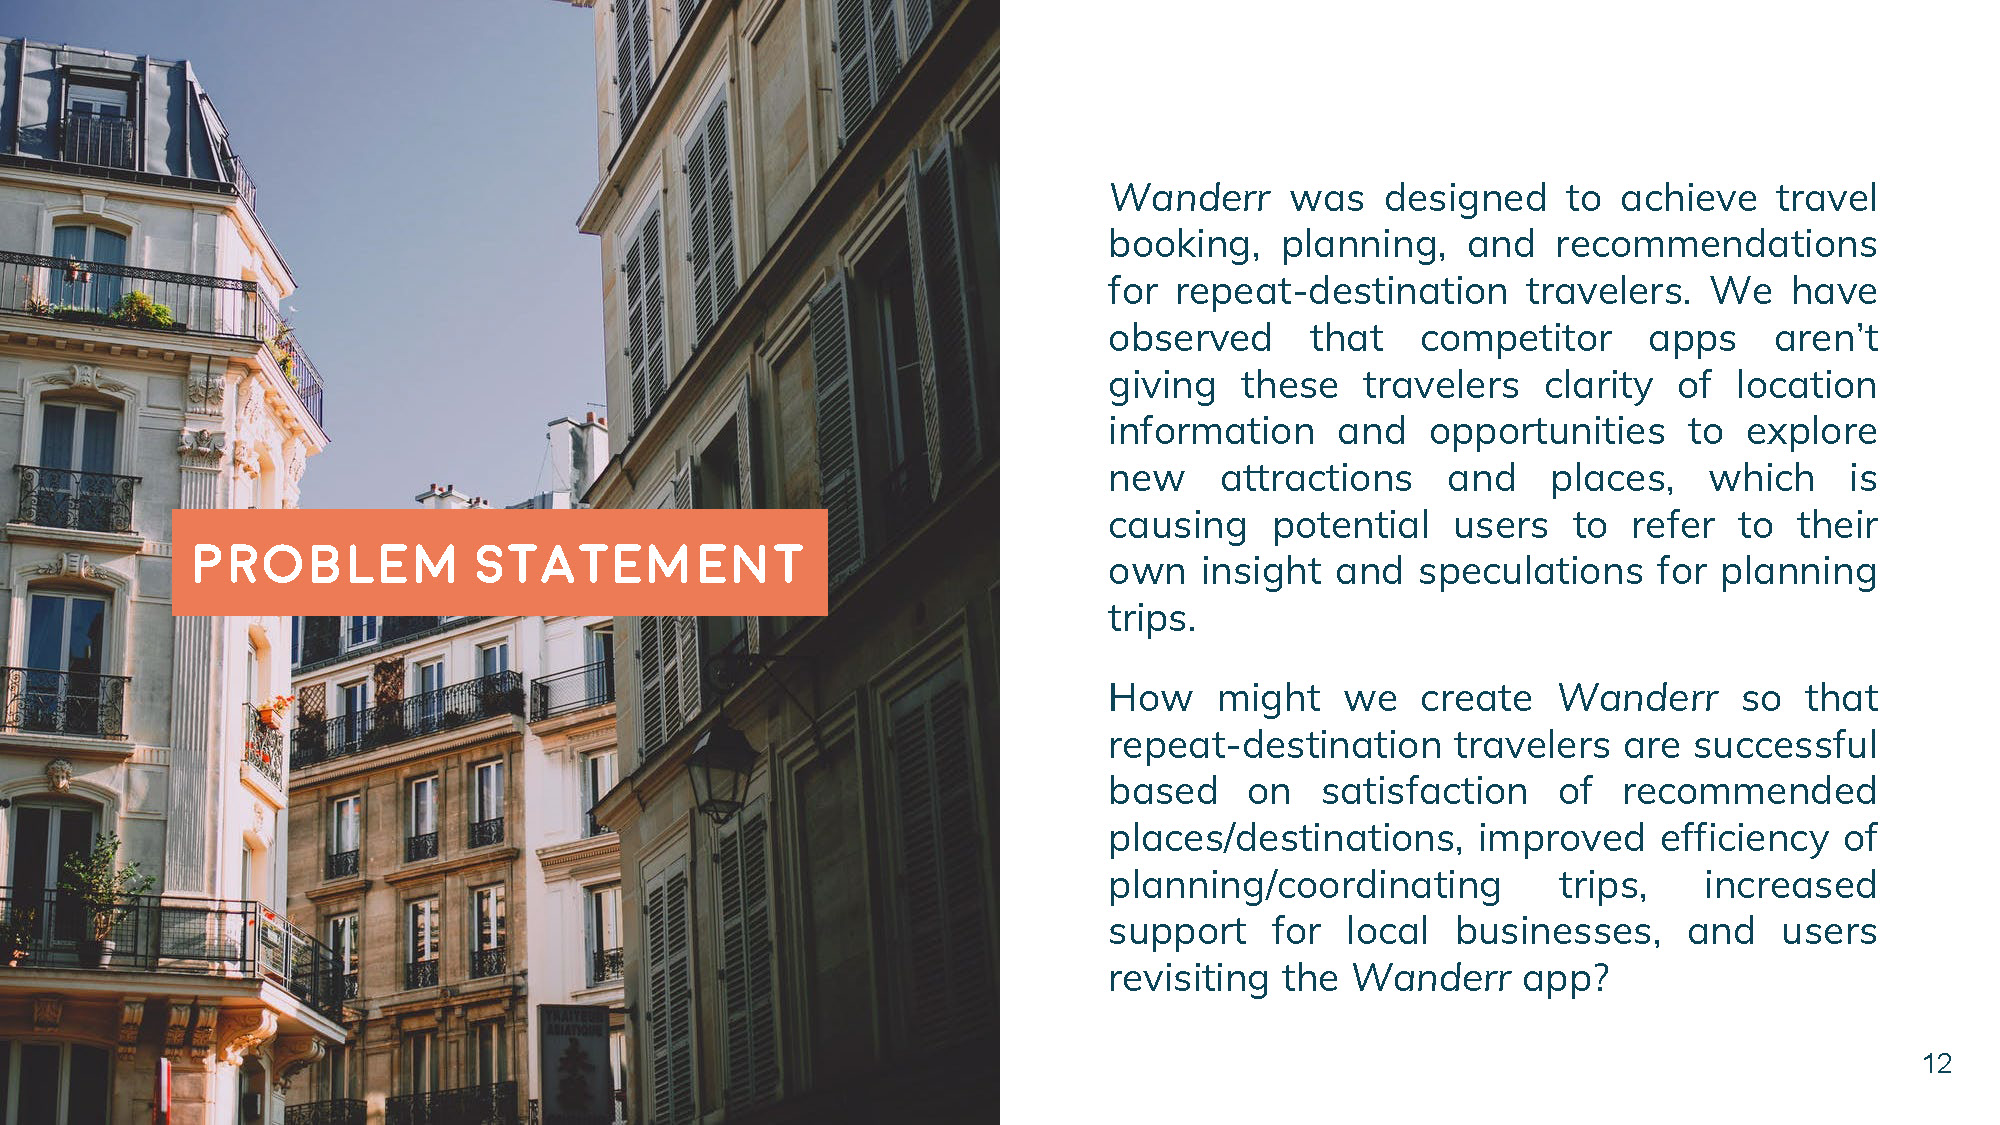 PROBLEM STATEMENT
Wanderr was designed to achieve travel
booking, planning, and recommendations
for repeat-destination travelers. We have
observed that competitor apps aren’t
giving these travelers clarity of location
information and opportunities to explore
new attractions and places, which is
causing potential users to refer to their
own insight and speculations for planning
trips.
How might we create Wanderr so that
repeat-destination travelers are successful
based on satisfaction of recommended
places/destinations, improved efficiency of
planning/coordinating trips, increased
support for local businesses, and users
revisiting the Wanderr app?
TRAITEUR
ASIATIQUE
12